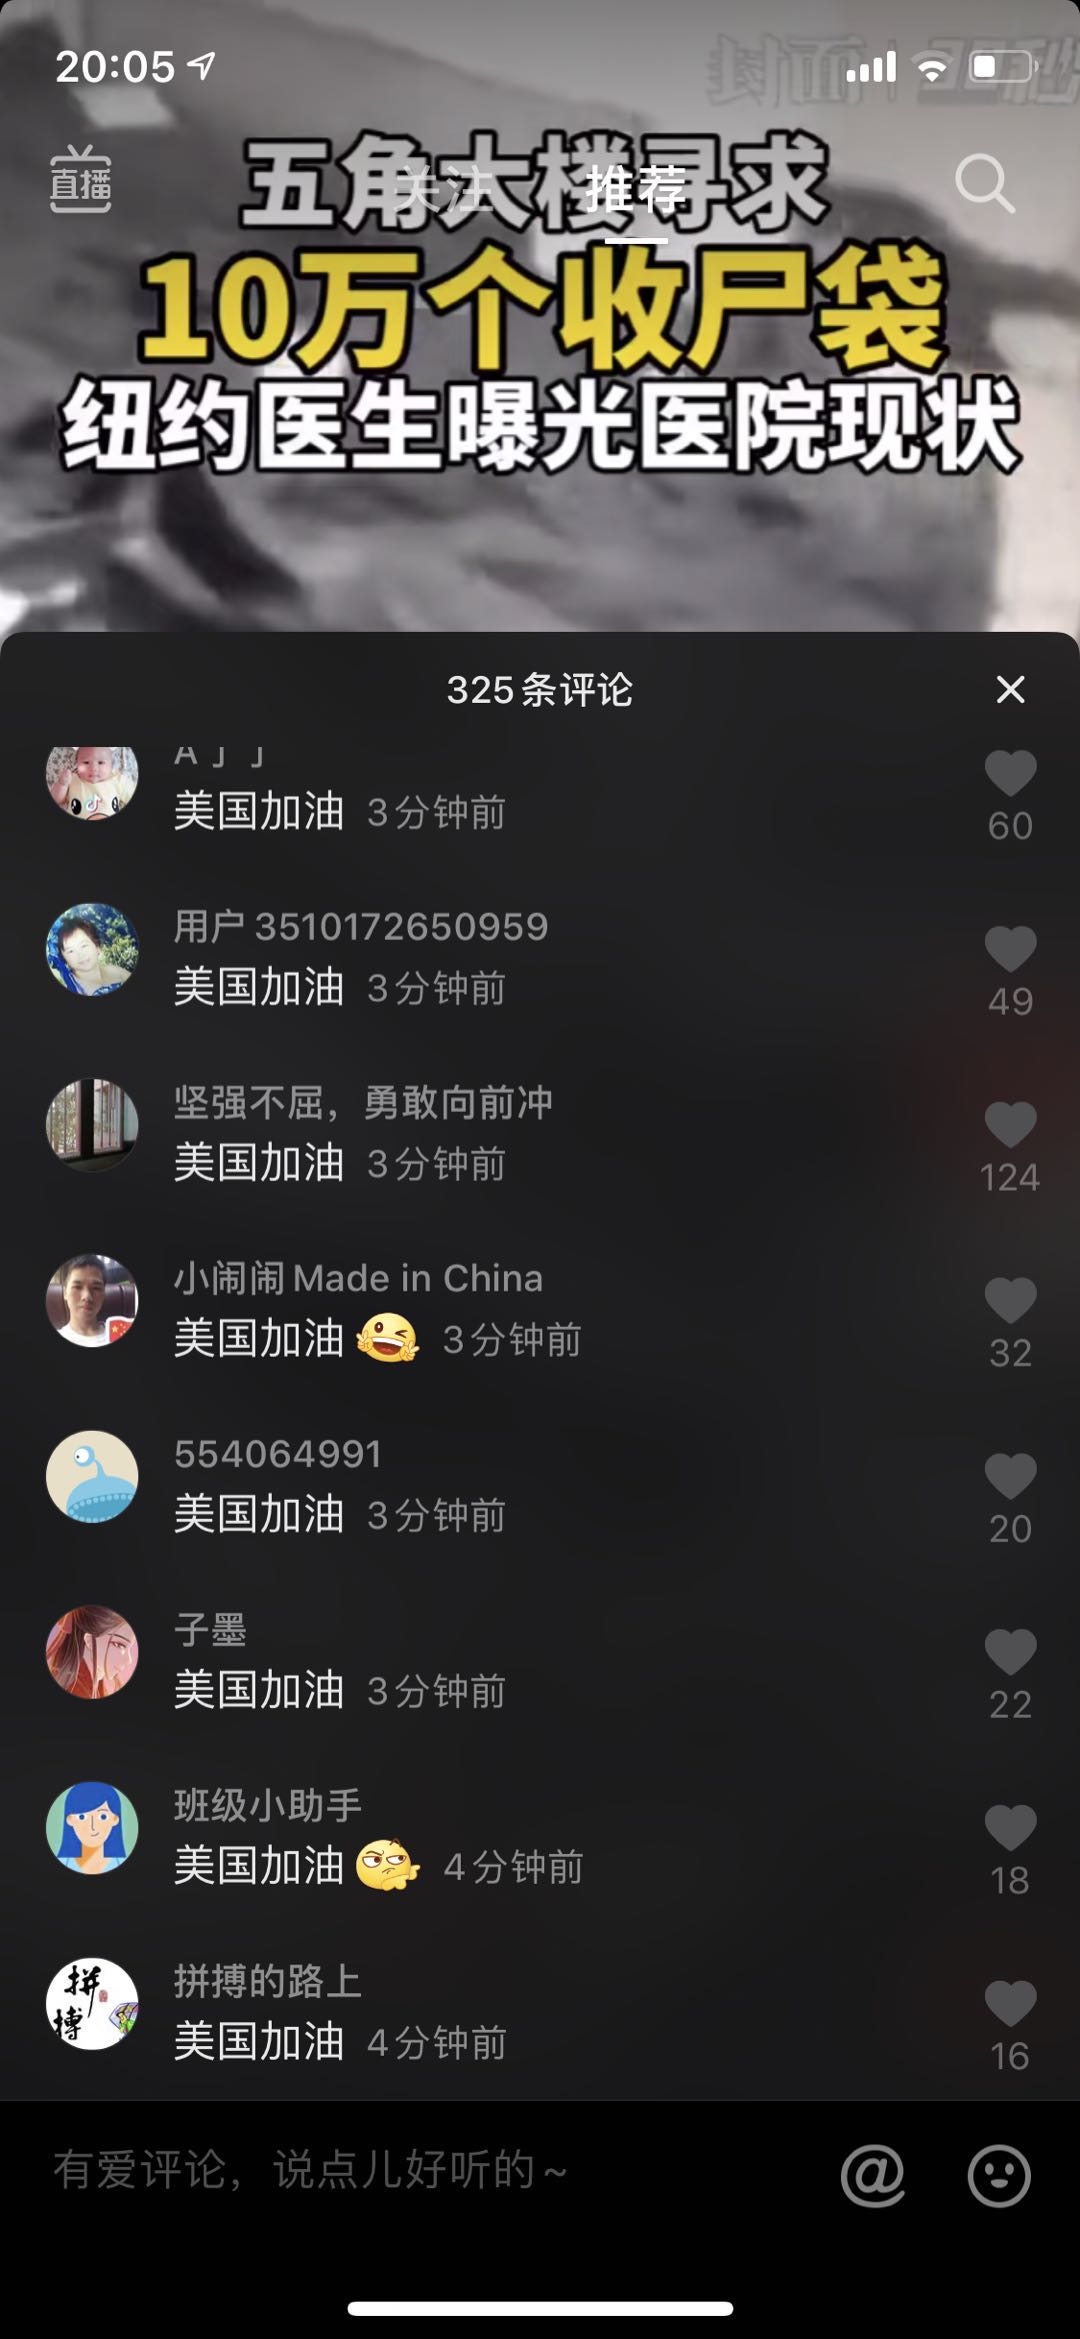 20:05
封面 | 30秒
直播
关注 推荐
五角大楼寻求
10万个收尸袋
纽约医生曝光医院现状
325条评论
美国加油 3分钟前
60
用户3510172650959
美国加油 3分钟前
49
坚强不屈，勇敢向前冲
美国加油 3分钟前
124
小闹闹Made in China
美国加油 3分钟前
32
554064991
美国加油 3分钟前
20
子墨
美国加油 3分钟前
22
班级小助手
美国加油 4分钟前
18
拼搏
拼搏的路上
美国加油 4分钟前
16
有爱评论，说点儿好听的~
@